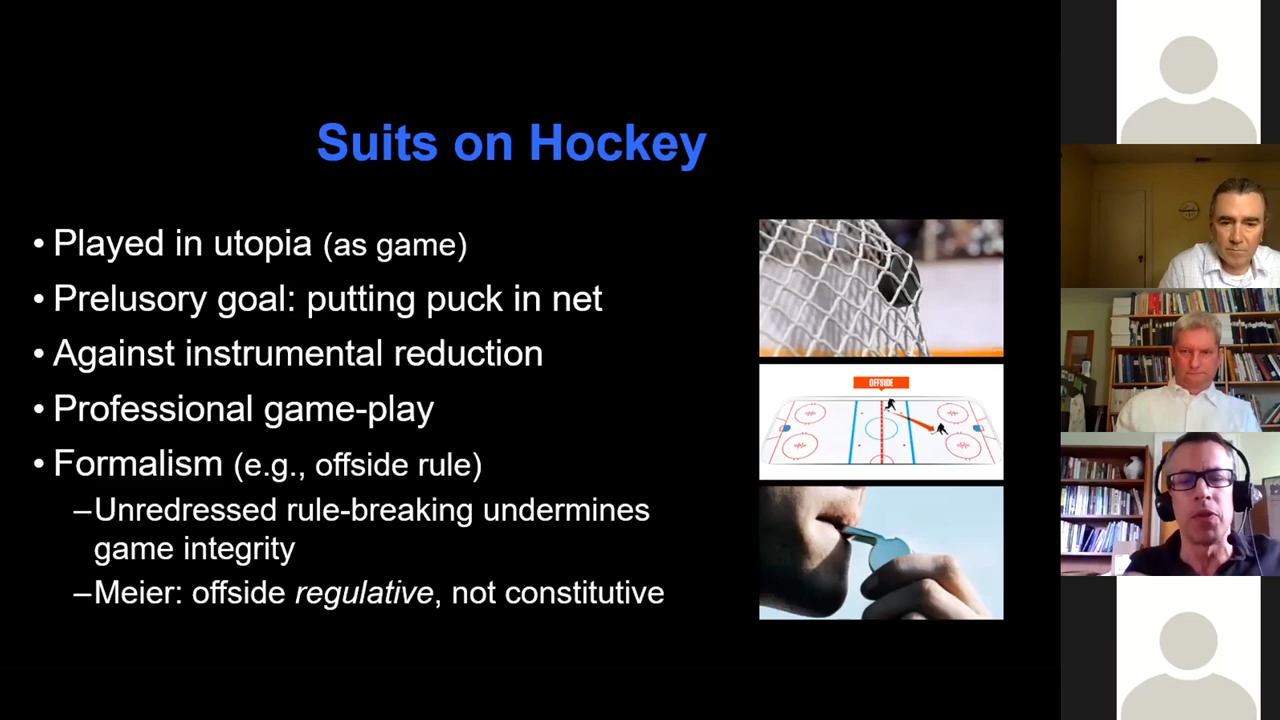 Suits on Hockey
• Played in utopia (as game)
• Prelusory goal: putting puck in net
• Against instrumental reduction
• Professional game-play
• Formalism (e.g., offside rule)
–Unredressed rule-breaking undermines
game integrity
–Meier: offside regulative, not constitutive
OFFSIDE